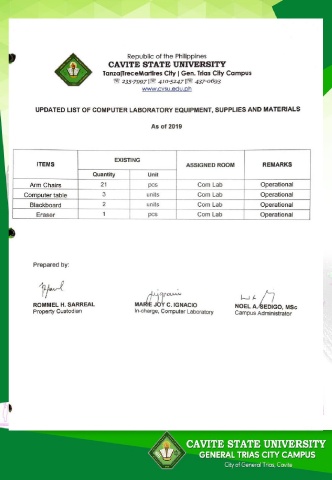 Republic of the Philippines
CAVITE STATE UNIVERSITY
Tanza|TreceMartires City | Gen. Trias City Campus
☏ 235-7997|☏ 410-5247|☏ 437-0693
www.cvsu.edu.ph
UPDATED LIST OF COMPUTER LABORATORY EQUIPMENT, SUPPLIES AND MATERIALS
As of 2019
ITEMS EXISTING ASSIGNED ROOM REMARKS
Quantity Unit
Arm Chairs 21 pcs Com Lab Operational
Computer table 3 units Com Lab Operational
Blackboard 2 units Com Lab Operational
Eraser 1 pcs Com Lab Operational
Prepared by:
ROMMEL H. SARREAL MARIE JOY C. IGNACIO NOEL A. SEDIGO, MSc
Property Custodian In-charge, Computer Laboratory Campus Administrator
CAVITE STATE UNIVERSITY
GENERAL TRIAS CITY CAMPUS
City of General Trias, Cavite